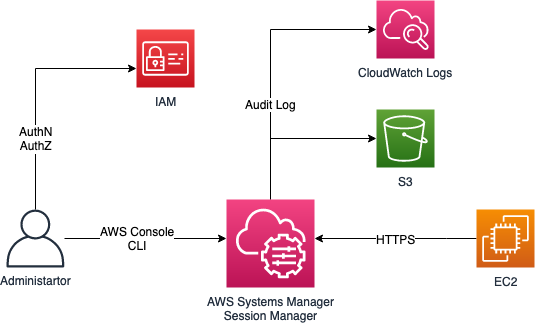 CloudWatch Logs
IAM
Audit Log
AuthN
AuthZ
S3
AWS Console
CLI
HTTPS
Administartor
EC2
AWS Systems Manager
Session Manager